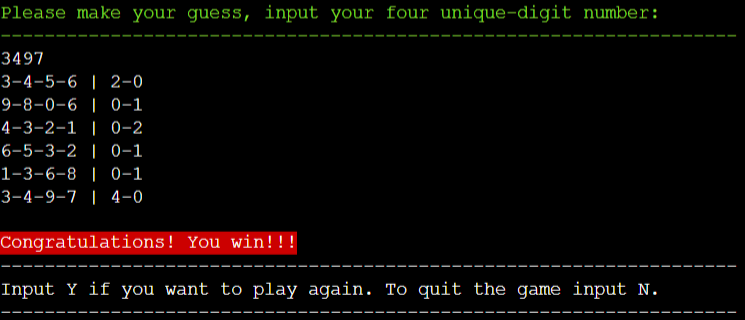 Please make your guess, input your four unique-digit number:
-------------------------------------------------------------------
3497
3-4-5-6 | 2-0
9-8-0-6 | 0-1
4-3-2-1 | 0-2
6-5-3-2 | 0-1
1-3-6-8 | 0-1
3-4-9-7 | 4-0
Congratulations! You win!!!
-------------------------------------------------------------------
Input Y if you want to play again. To quit the game input N.
-------------------------------------------------------------------